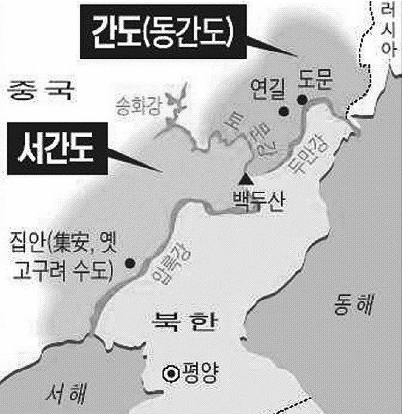 간도(동간도)
러시아
중국
송화강
연길
도문
토문강
두만강
서간도
백두산
집안(集安, 옛
고구려 수도)
압록강
동해
북한
평양
서해